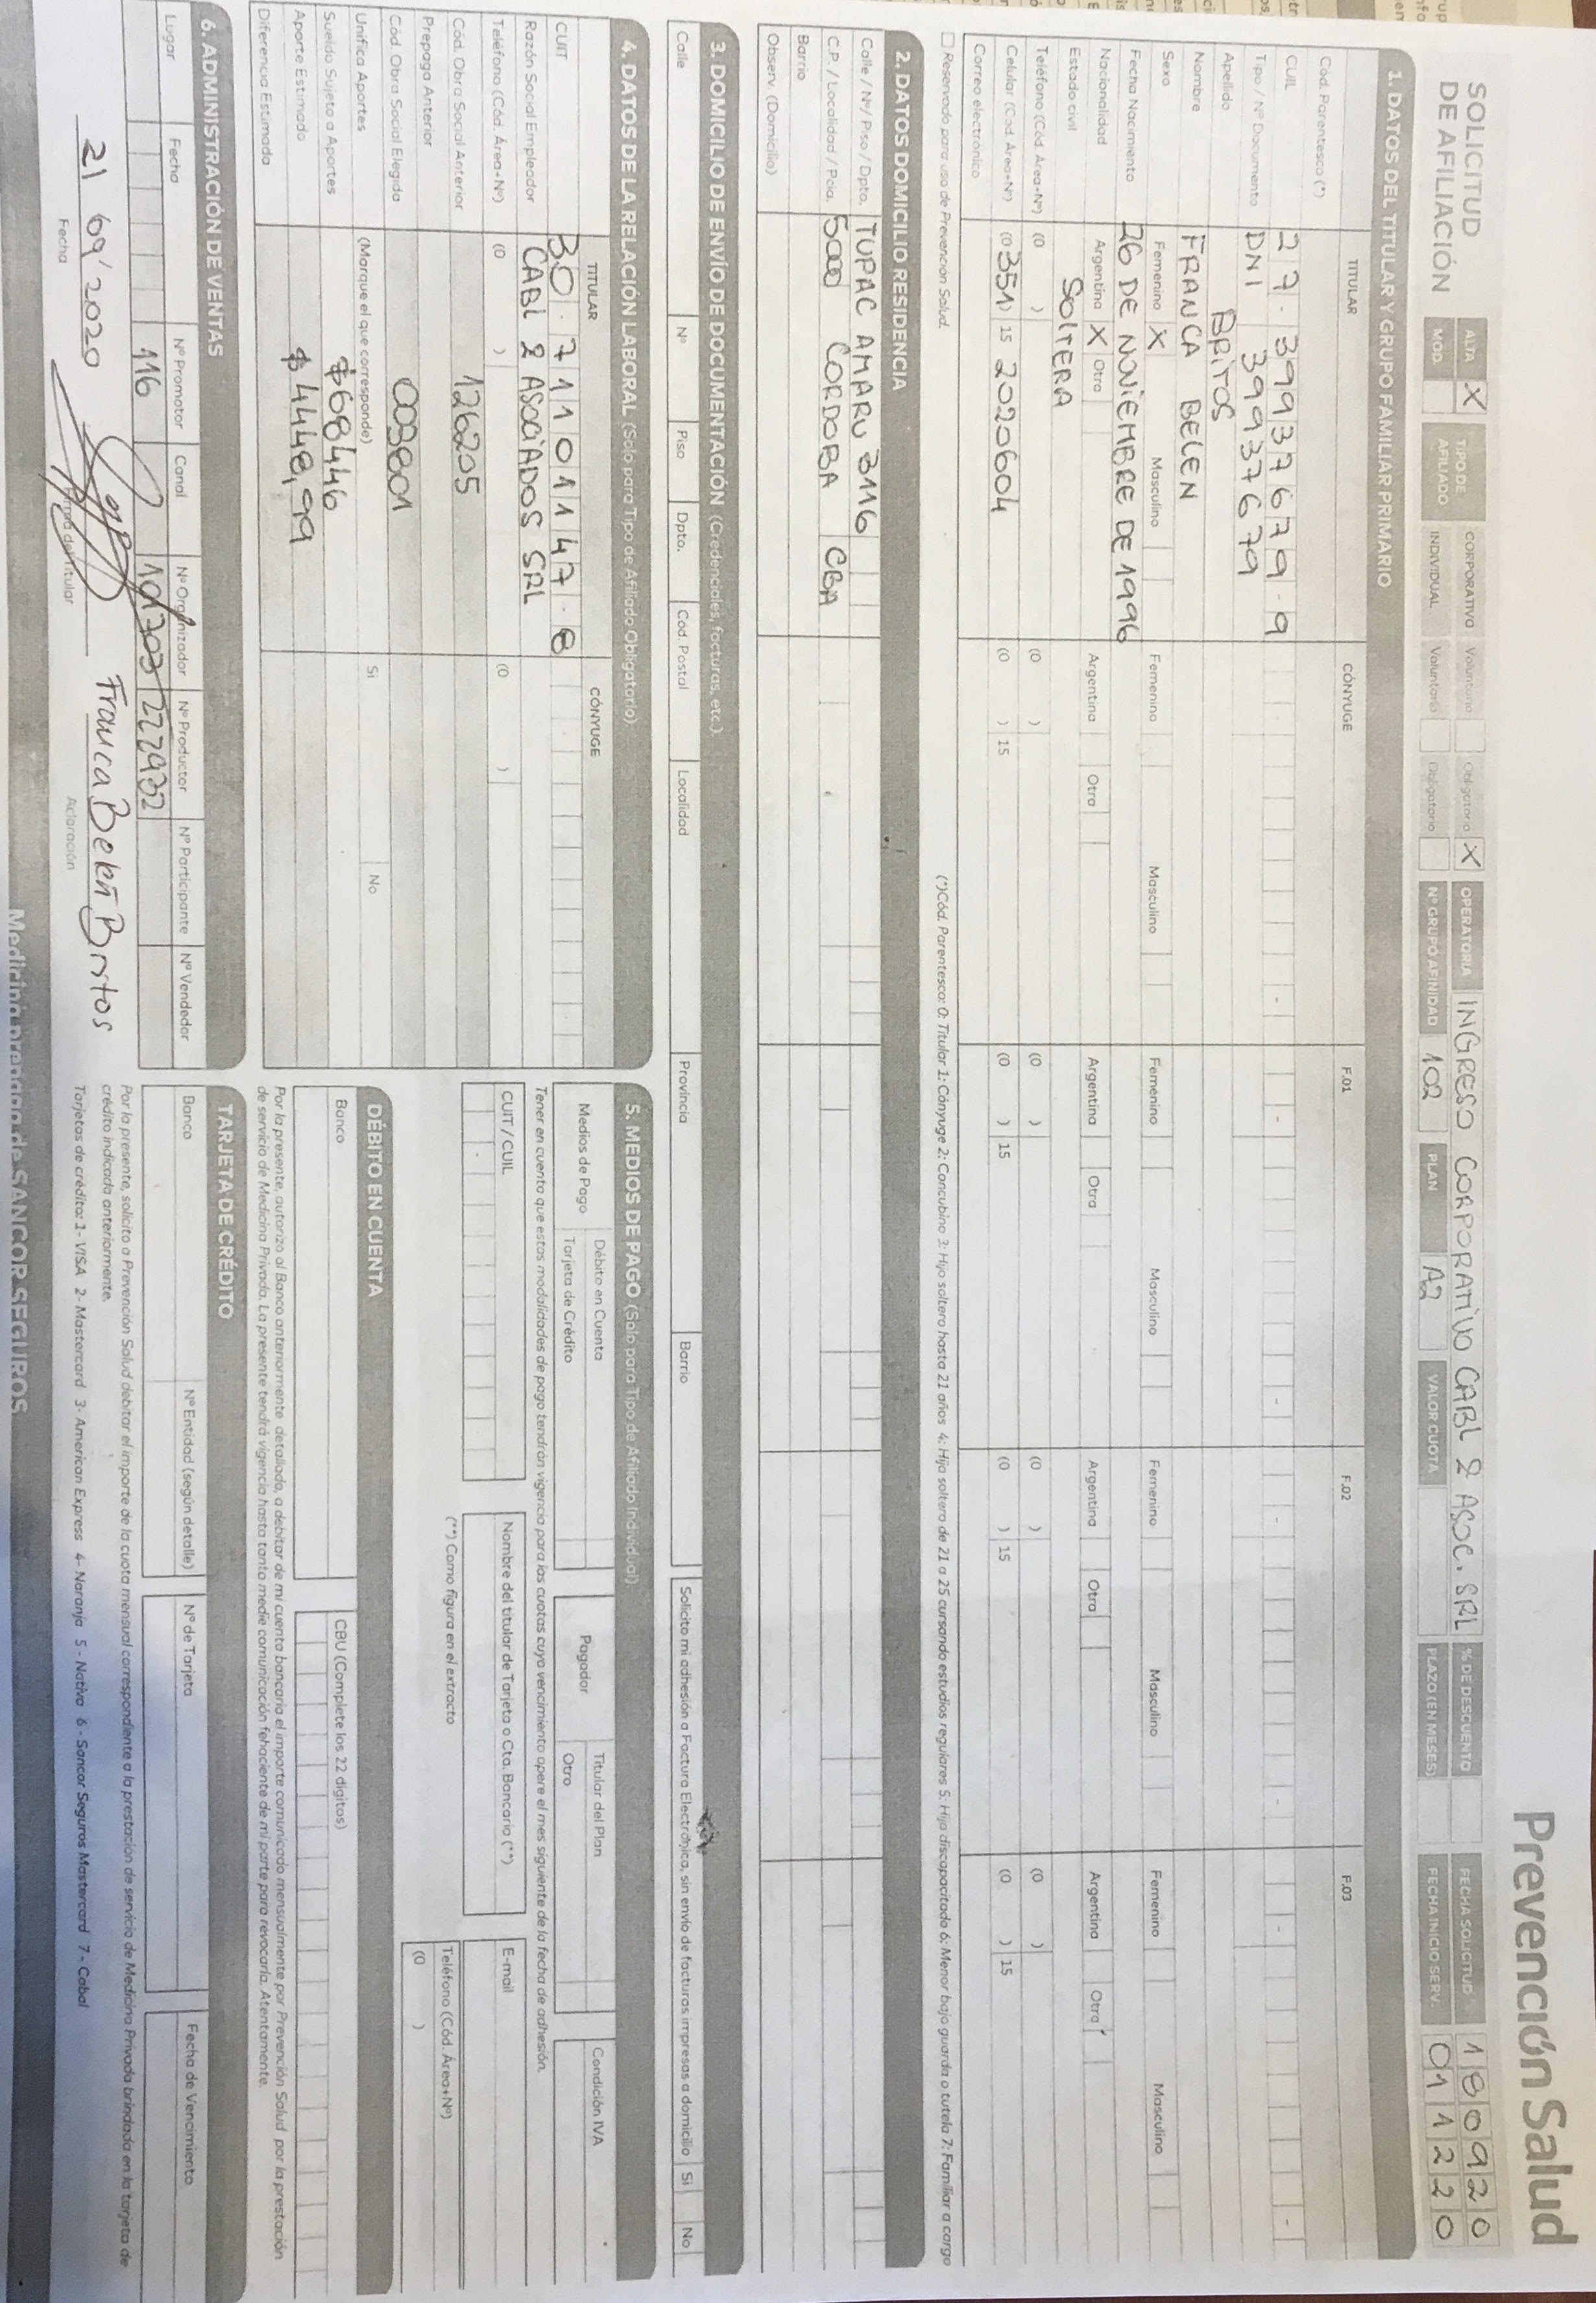 Prevención Salud
SOLICITUD DE AFILIACIÓN
ALTA X
MOD.
TIPO DE AFILIADO
CORPORATIVO Voluntario Obligatorio X
INDIVIDUAL Voluntario Obligatorio
OPERATORIA INGRESO CORPORATIVO CABL & ASOC. SRL
Nº GRUPO AFINIDAD 102 PLAN A2 VALOR CUOTA
% DE DESCUENTO
PLAZO (EN MESES)
FECHA SOLICITUD 180920
FECHA INICIO SERV. 011220
1. DATOS DEL TITULAR Y GRUPO FAMILIAR PRIMARIO
TITULAR CÓNYUGE F.01 F.02 F.03
Cód. Parentesco (*)
CUIL 27-39937679-9
Tipo / Nº Documento DNI 39937679
Apellido BRITOS
Nombre FRANCA BELEN
Sexo Femenino X Masculino Femenino Masculino Femenino Masculino Femenino Masculino Femenino Masculino
Fecha Nacimiento 26 DE NOVIEMBRE DE 1996
Nacionalidad Argentina X Otra Argentina Otra Argentina Otra Argentina Otra Argentina Otra
Estado civil SOLTERA
Teléfono (Cód. Área+Nº) (0 ) (0 ) (0 ) (0 ) (0 )
Celular (Cód. Área+Nº) (0351) 15 2020604 (0 ) 15 (0 ) 15 (0 ) 15 (0 ) 15
Correo electrónico
Reservado para uso de Prevención Salud.
(*)Cód. Parentesco: 0: Titular 1: Cónyuge 2: Concubino 3: Hijo soltero hasta 21 años 4: Hijo soltero de 21 a 25 cursando estudios regulares 5: Hijo discapacitado 6: Menor bajo guarda o tutela 7: Familiar a cargo
2. DATOS DOMICILIO RESIDENCIA
Calle / Nº/ Piso / Dpto. TUPAC AMARU 3116
C.P. / Localidad / Pcia. 5000 CORDOBA CBA
Barrio
Observ. (Domicilio)
3. DOMICILIO DE ENVÍO DE DOCUMENTACIÓN (Credenciales, facturas, etc.).
Calle Nº Piso Dpto. Cód. Postal Localidad Provincia Barrio Solicito mi adhesión a Factura Electrónica, sin envío de facturas impresas a domicilio Si No
4. DATOS DE LA RELACIÓN LABORAL (Solo para Tipo de Afiliado Obligatorio)
TITULAR CÓNYUGE
CUIT 30-71101147-8
Razón Social Empleador CABL & ASOCIADOS SRL
Teléfono (Cód. Área+Nº) (0 ) (0 )
Cód. Obra Social Anterior 126205
Prepaga Anterior
Cód. Obra Social Elegida 003801
Unifica Aportes (Marque el que corresponde) Si No
Sueldo Sujeto a Aportes $68446
Aporte Estimado $4448,99
Diferencia Estimada
5. MEDIOS DE PAGO (Solo para Tipo de Afiliado Individual)
Medios de Pago Débito en Cuenta Tarjeta de Crédito
Pagador Titular del Plan Otro
Condición IVA
Tener en cuenta que estas modalidades de pago tendrán vigencia para las cuotas cuyo vencimiento opere el mes siguiente de la fecha de adhesión.
CUIT / CUIL Nombre del titular de Tarjeta o Cta. Bancaria (**) E-mail
(**) Como figura en el extracto
Teléfono (Cód. Área+Nº)
(0 )
DÉBITO EN CUENTA
Banco CBU (Complete los 22 dígitos)
Por la presente, autorizo al Banco anteriormente detallado, a debitar de mi cuenta bancaria el importe comunicado mensualmente por Prevención Salud por la prestación
de servicio de Medicina Privada. La presente tendrá vigencia hasta tanto medie comunicación fehaciente de mi parte para revocarla. Atentamente.
TARJETA DE CRÉDITO
Banco Nº Entidad (según detalle) Nº de Tarjeta Fecha de Vencimiento
Por la presente, solicito a Prevención Salud debitar el importe de la cuota mensual correspondiente a la prestación de servicio de Medicina Privada brindada en la tarjeta de
crédito indicada anteriormente.
Tarjetas de crédito: 1- VISA 2- Mastercard 3- American Express 4- Naranja 5 - Nativa 6 - Sancor Seguros Mastercard 7 - Cabal
6. ADMINISTRACIÓN DE VENTAS
Lugar Fecha Nº Promotor Canal Nº Organizador Nº Productor Nº Participante Nº Vendedor
116 101303 222932
21 09'2020 Franca Belén Britos
Fecha Firma del Titular Aclaración
Medicina prepaga de SANCOR SEGUROS